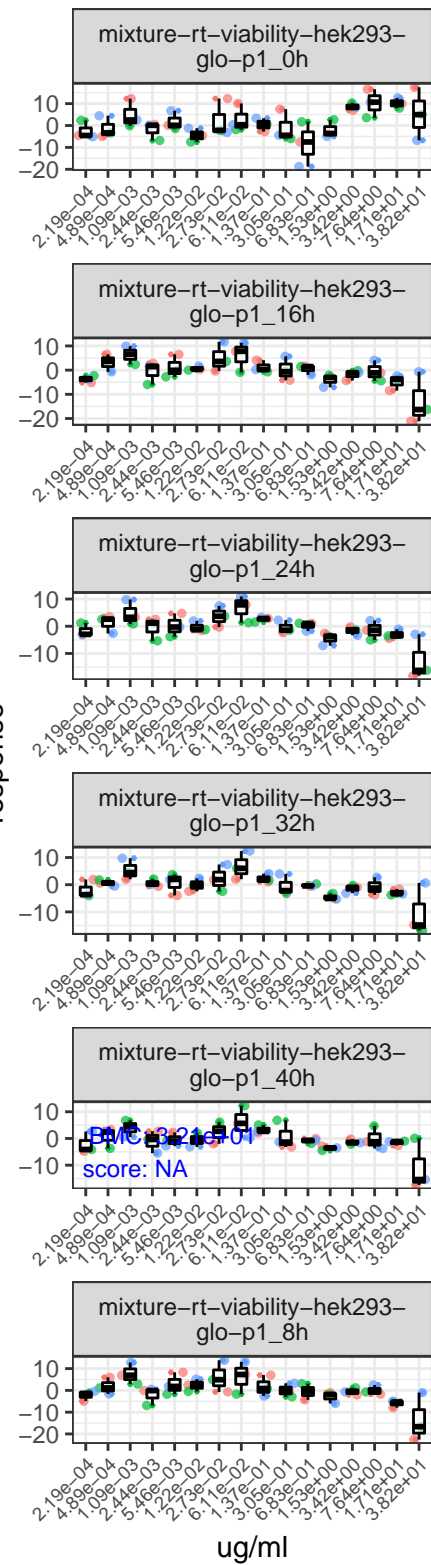 mixture−rt−viability−hek293−
glo−p1_0h
10
0
−10
−20
2.19e−04
4.89e−04
1.09e−03
2.44e−03
5.46e−03
1.22e−02
2.73e−02
6.11e−02
1.37e−01
3.05e−01
6.83e−01
1.53e+00
3.42e+00
7.64e+00
1.71e+01
3.82e+01
mixture−rt−viability−hek293−
glo−p1_16h
10
0
−10
−20
2.19e−04
4.89e−04
1.09e−03
2.44e−03
5.46e−03
1.22e−02
2.73e−02
6.11e−02
1.37e−01
3.05e−01
6.83e−01
1.53e+00
3.42e+00
7.64e+00
1.71e+01
3.82e+01
mixture−rt−viability−hek293−
glo−p1_24h
10
0
−10
2.19e−04
4.89e−04
1.09e−03
2.44e−03
5.46e−03
1.22e−02
2.73e−02
6.11e−02
1.37e−01
3.05e−01
6.83e−01
1.53e+00
3.42e+00
7.64e+00
1.71e+01
3.82e+01
mixture−rt−viability−hek293−
glo−p1_32h
10
0
−10
2.19e−04
4.89e−04
1.09e−03
2.44e−03
5.46e−03
1.22e−02
2.73e−02
6.11e−02
1.37e−01
3.05e−01
6.83e−01
1.53e+00
3.42e+00
7.64e+00
1.71e+01
3.82e+01
mixture−rt−viability−hek293−
glo−p1_40h
10
0
−10
BMC: 3.21e+01
score: NA
2.19e−04
4.89e−04
1.09e−03
2.44e−03
5.46e−03
1.22e−02
2.73e−02
6.11e−02
1.37e−01
3.05e−01
6.83e−01
1.53e+00
3.42e+00
7.64e+00
1.71e+01
3.82e+01
mixture−rt−viability−hek293−
glo−p1_8h
10
0
−10
−20
2.19e−04
4.89e−04
1.09e−03
2.44e−03
5.46e−03
1.22e−02
2.73e−02
6.11e−02
1.37e−01
3.05e−01
6.83e−01
1.53e+00
3.42e+00
7.64e+00
1.71e+01
3.82e+01
ug/ml